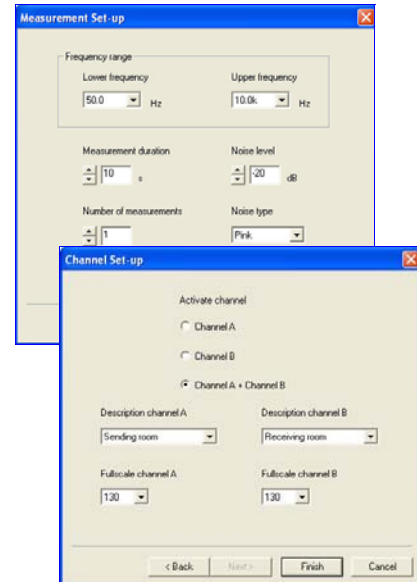 Measurement Set-up
Frequency range
Lower frequency Upper frequency
50.0 Hz 10.0k Hz
Measurement duration Noise level
10 s -20 dB
Number of measurements Noise type
1 Pink
Channel Set-up
Activate channel
Channel A
Channel B
Channel A + Channel B
Description channel A Description channel B
Sending room Receiving room
Fullscale channel A Fullscale channel B
130 130
< Back Next > Finish Cancel